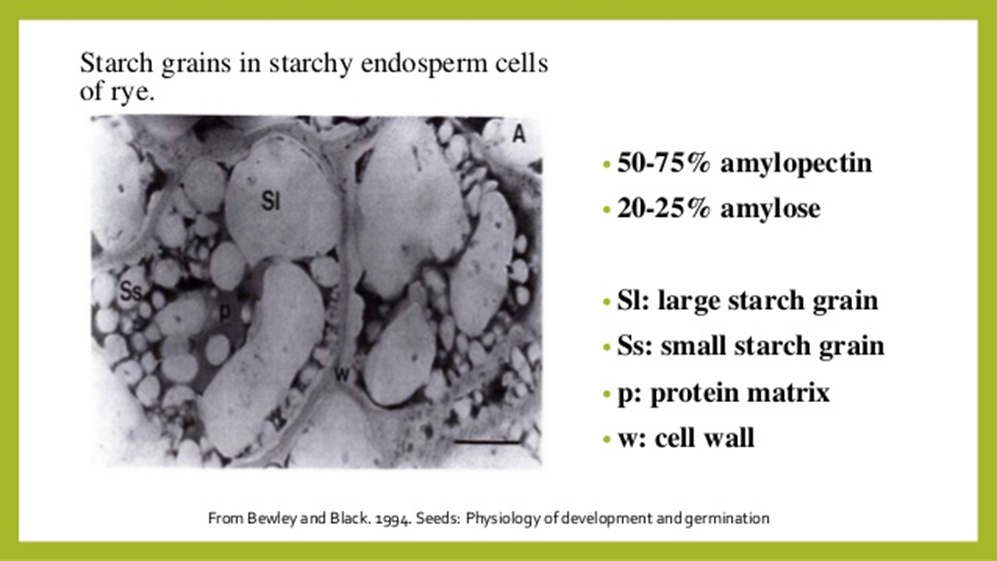 Starch grains in starchy endosperm cells
of rye.
A
Sl
Ss
p
w
• 50-75% amylopectin
• 20-25% amylose
• Sl: large starch grain
• Ss: small starch grain
• p: protein matrix
• w: cell wall
From Bewley and Black. 1994. Seeds: Physiology of development and germination